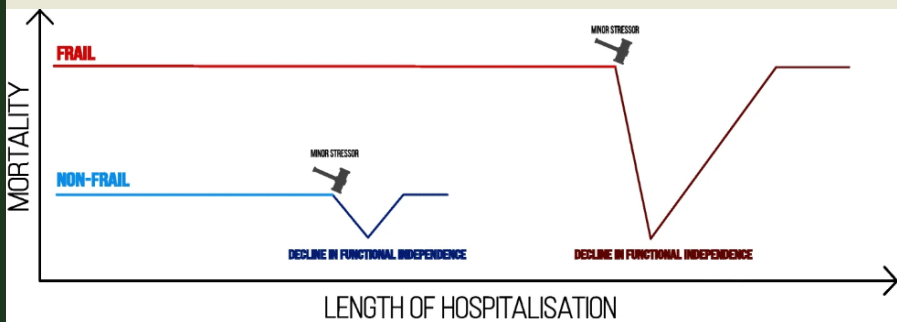 MINOR STRESSOR
FRAIL
MORTALITY
MINOR STRESSOR
NON-FRAIL
DECLINE IN FUNCTIONAL INDEPENDENCE
DECLINE IN FUNCTIONAL INDEPENDENCE
LENGTH OF HOSPITALISATION